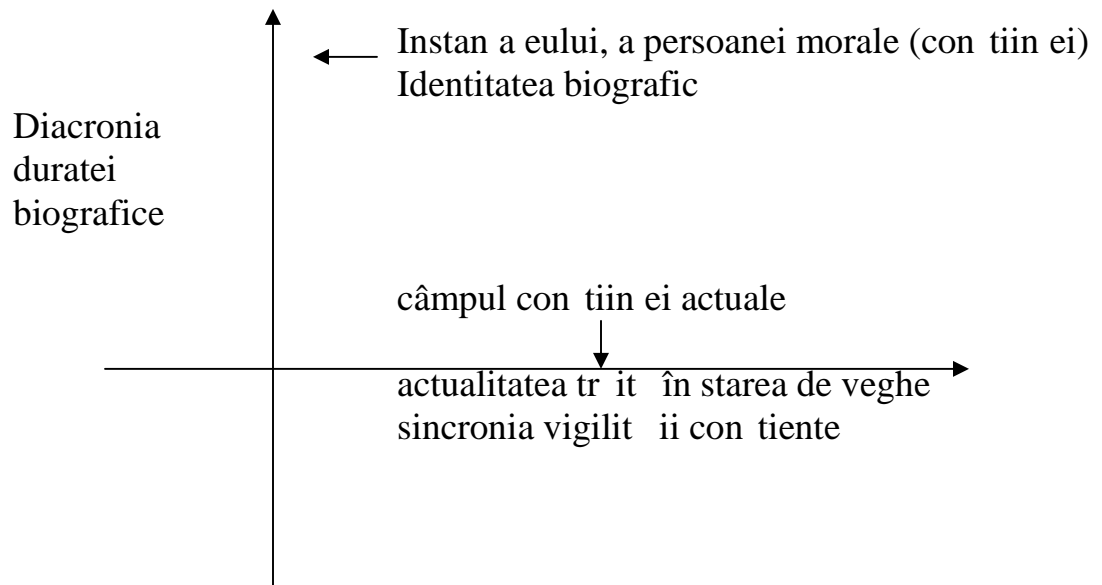 Instan a eului, a persoanei morale (con tiin ei)
Identitatea biografic
Diacronia
duratei
biografice
câmpul con tiin ei actuale
actualitatea tr it în starea de veghe
sincronia vigilit ii con tiente